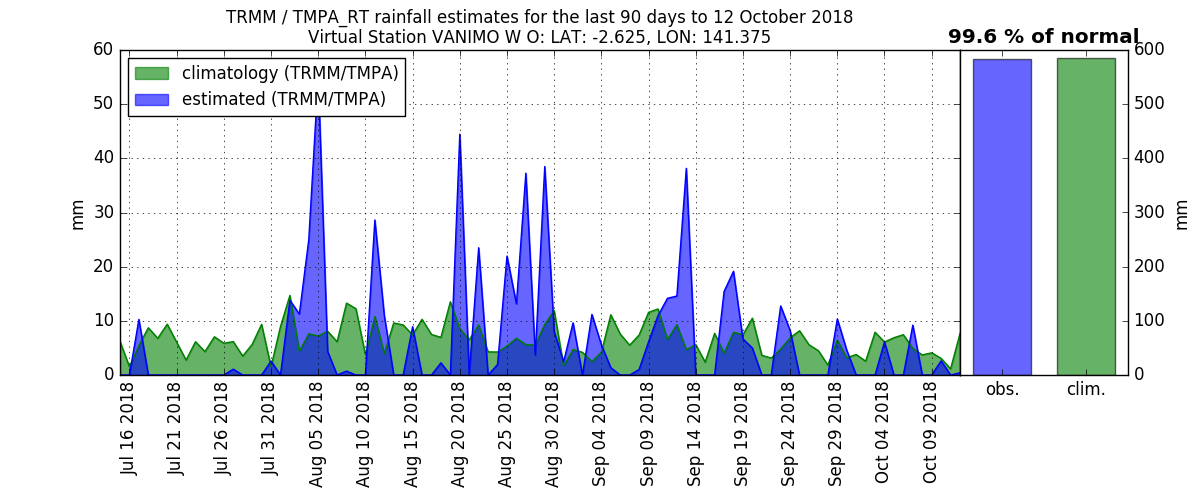 TRMM / TMPA_RT rainfall estimates for the last 90 days to 12 October 2018
Virtual Station VANIMO W O: LAT: -2.625, LON: 141.375
99.6 % of normal
climatology (TRMM/TMPA)
estimated (TRMM/TMPA)
60
50
40
30
20
10
0
mm
Jul 16 2018
Jul 21 2018
Jul 26 2018
Jul 31 2018
Aug 05 2018
Aug 10 2018
Aug 15 2018
Aug 20 2018
Aug 25 2018
Aug 30 2018
Sep 04 2018
Sep 09 2018
Sep 14 2018
Sep 19 2018
Sep 24 2018
Sep 29 2018
Oct 04 2018
Oct 09 2018
obs.
clim.
600
500
400
300
200
100
0
mm